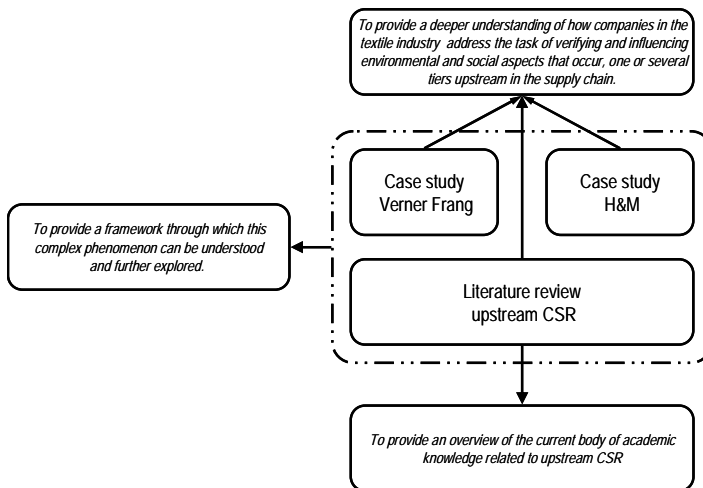 To provide a deeper understanding of how companies in the
textile industry address the task of verifying and influencing
environmental and social aspects that occur, one or several
tiers upstream in the supply chain.
Case study
Verner Frang
Case study
H&M
To provide a framework through which this
complex phenomenon can be understood
and further explored.
Literature review
upstream CSR
To provide an overview of the current body of academic
knowledge related to upstream CSR